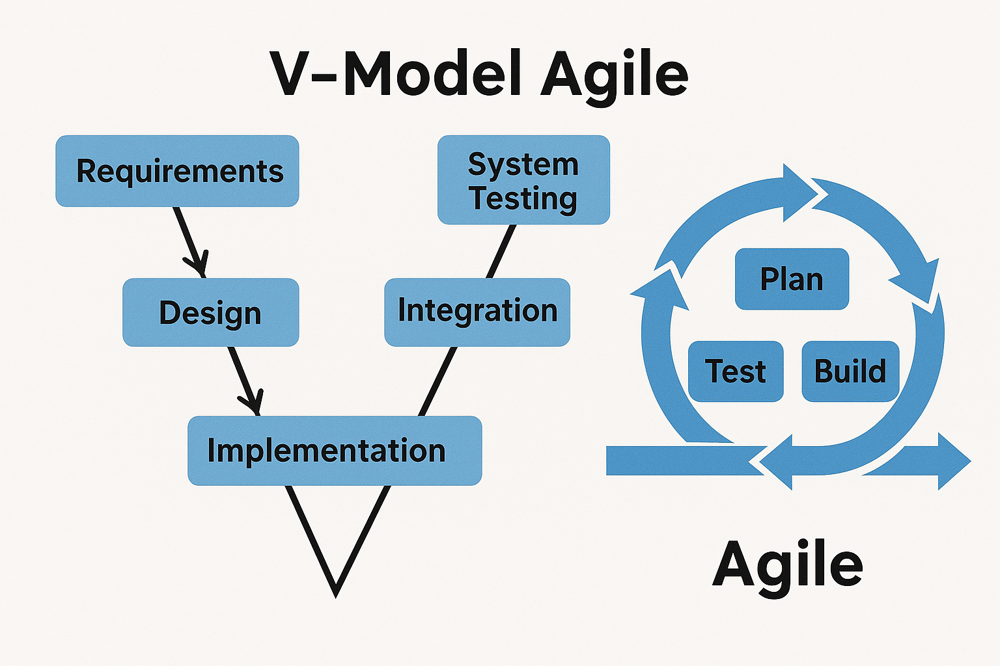 V-Model Agile
Requirements
System
Testing
Design
Integration
Implementation
Plan
Test
Build
Agile